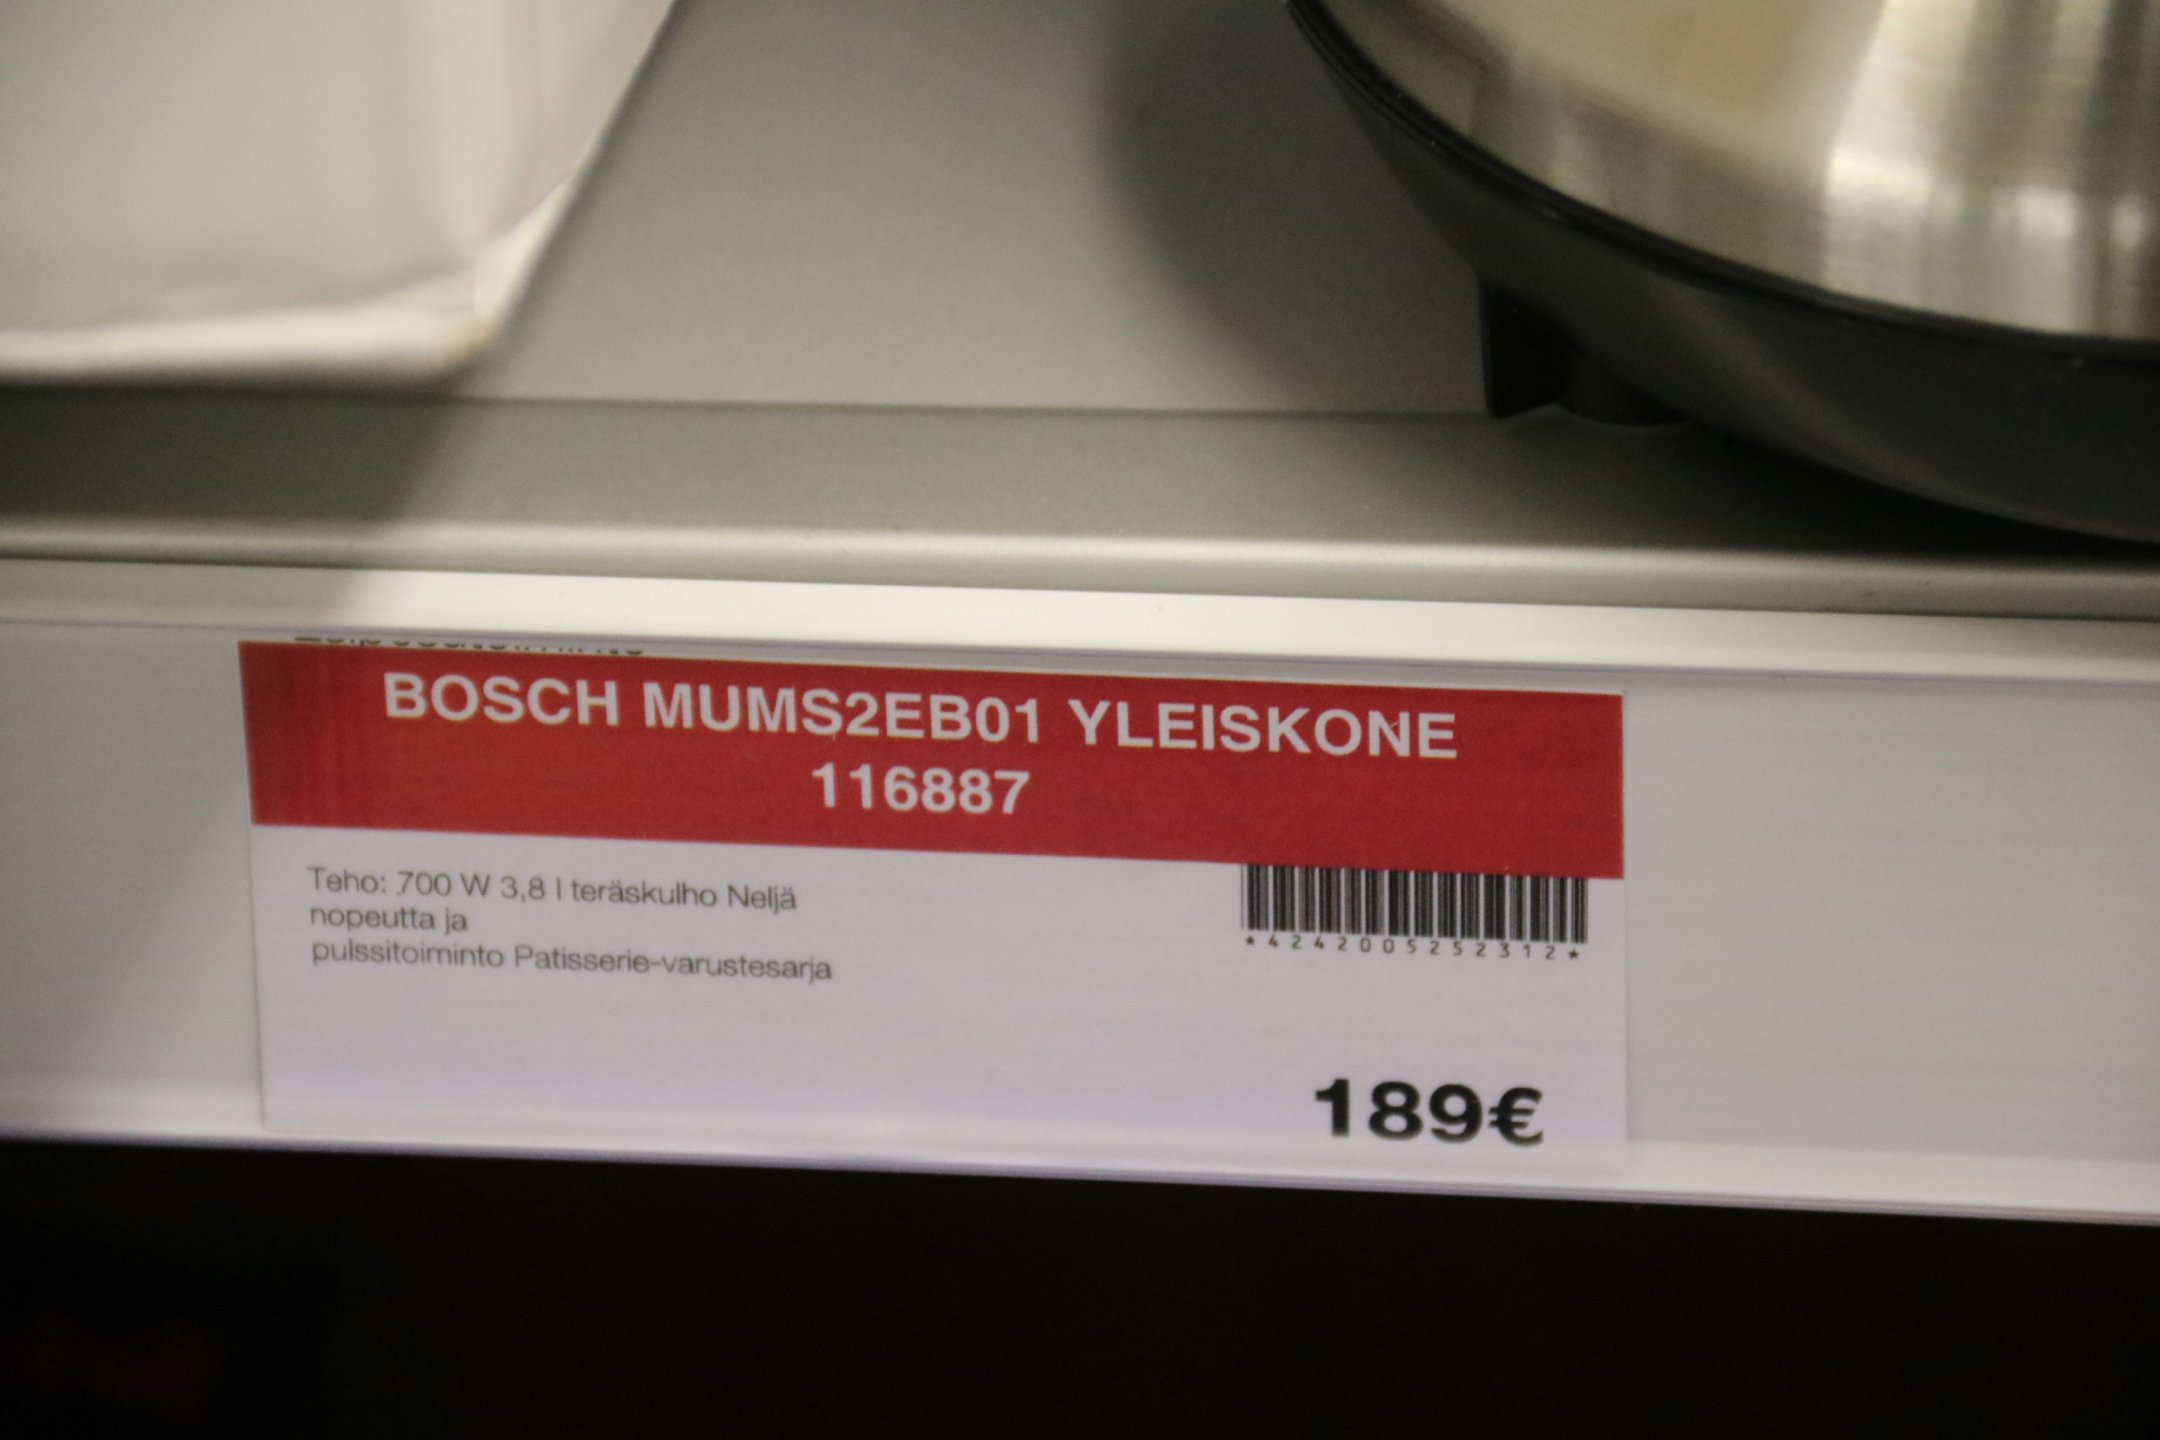 BOSCH MUMS2EB01 YLEISKONE
116887
Teho: 700 W 3,8 l teräskulho Neljä
nopeutta ja
pulssitoiminto Patisserie-varustesarja
*4242005252312*
189€